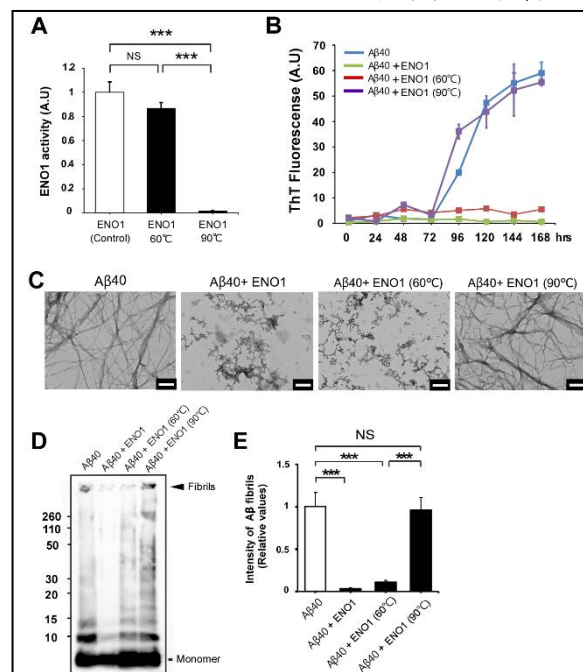 A
***
NS
***
ENO1 activity (A.U)
1.2
1
0.8
0.6
0.4
0.2
0
ENO1
(Control)
ENO1
60℃
ENO1
90℃
B
Aβ40
Aβ40 + ENO1
Aβ40 + ENO1 (60℃)
Aβ40 + ENO1 (90℃)
ThT Fluorescense (A.U)
70
60
50
40
30
20
10
0
0 24 48 72 96 120 144 168 hrs
C
Aβ40
Aβ40+ ENO1
Aβ40+ ENO1 (60ºC)
Aβ40+ ENO1 (90ºC)
D
Aβ40
Aβ40 + ENO1
Aβ40 + ENO1 (60℃)
Aβ40 + ENO1 (90℃)
Fibrils
260
110
50
30
20
15
10
Monomer
E
NS
***
***
***
Intensity of Aβ fibrils
(Relative values)
1.5
1
0.5
0
Aβ40
Aβ40 + ENO1
Aβ40 + ENO1 (60℃)
Aβ40 + ENO1 (90℃)